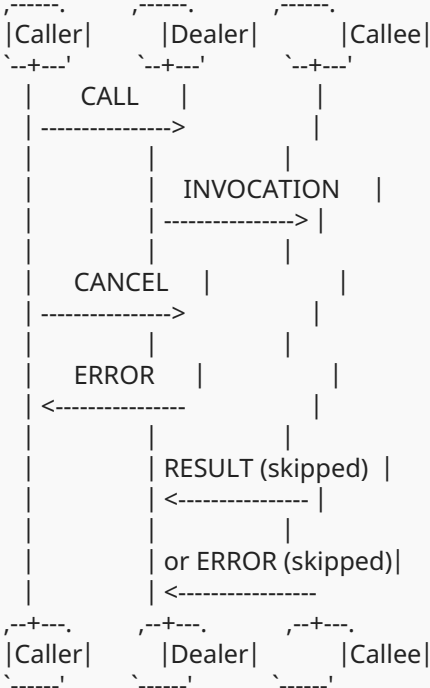 ,------.          ,------.          ,------.
|Caller|          |Dealer|          |Callee|
`--+---'          `--+---'          `--+---'
   |       CALL      |                 |
   | ---------------->                 |
   |                 |                 |
   |                 |    INVOCATION   |
   |                 | ----------------> |
   |                 |                 |
   |      CANCEL     |                 |
   | ---------------->                 |
   |                 |                 |
   |      ERROR      |                 |
   | <----------------                 |
   |                 |                 |
   |                 | RESULT (skipped) |
   |                 | <---------------- |
   |                 |                 |
   |                 | or ERROR (skipped)|
   |                 | <----------------
,--+---.          ,--+---.          ,--+---.
|Caller|          |Dealer|          |Callee|
`------'          `------'          `------'